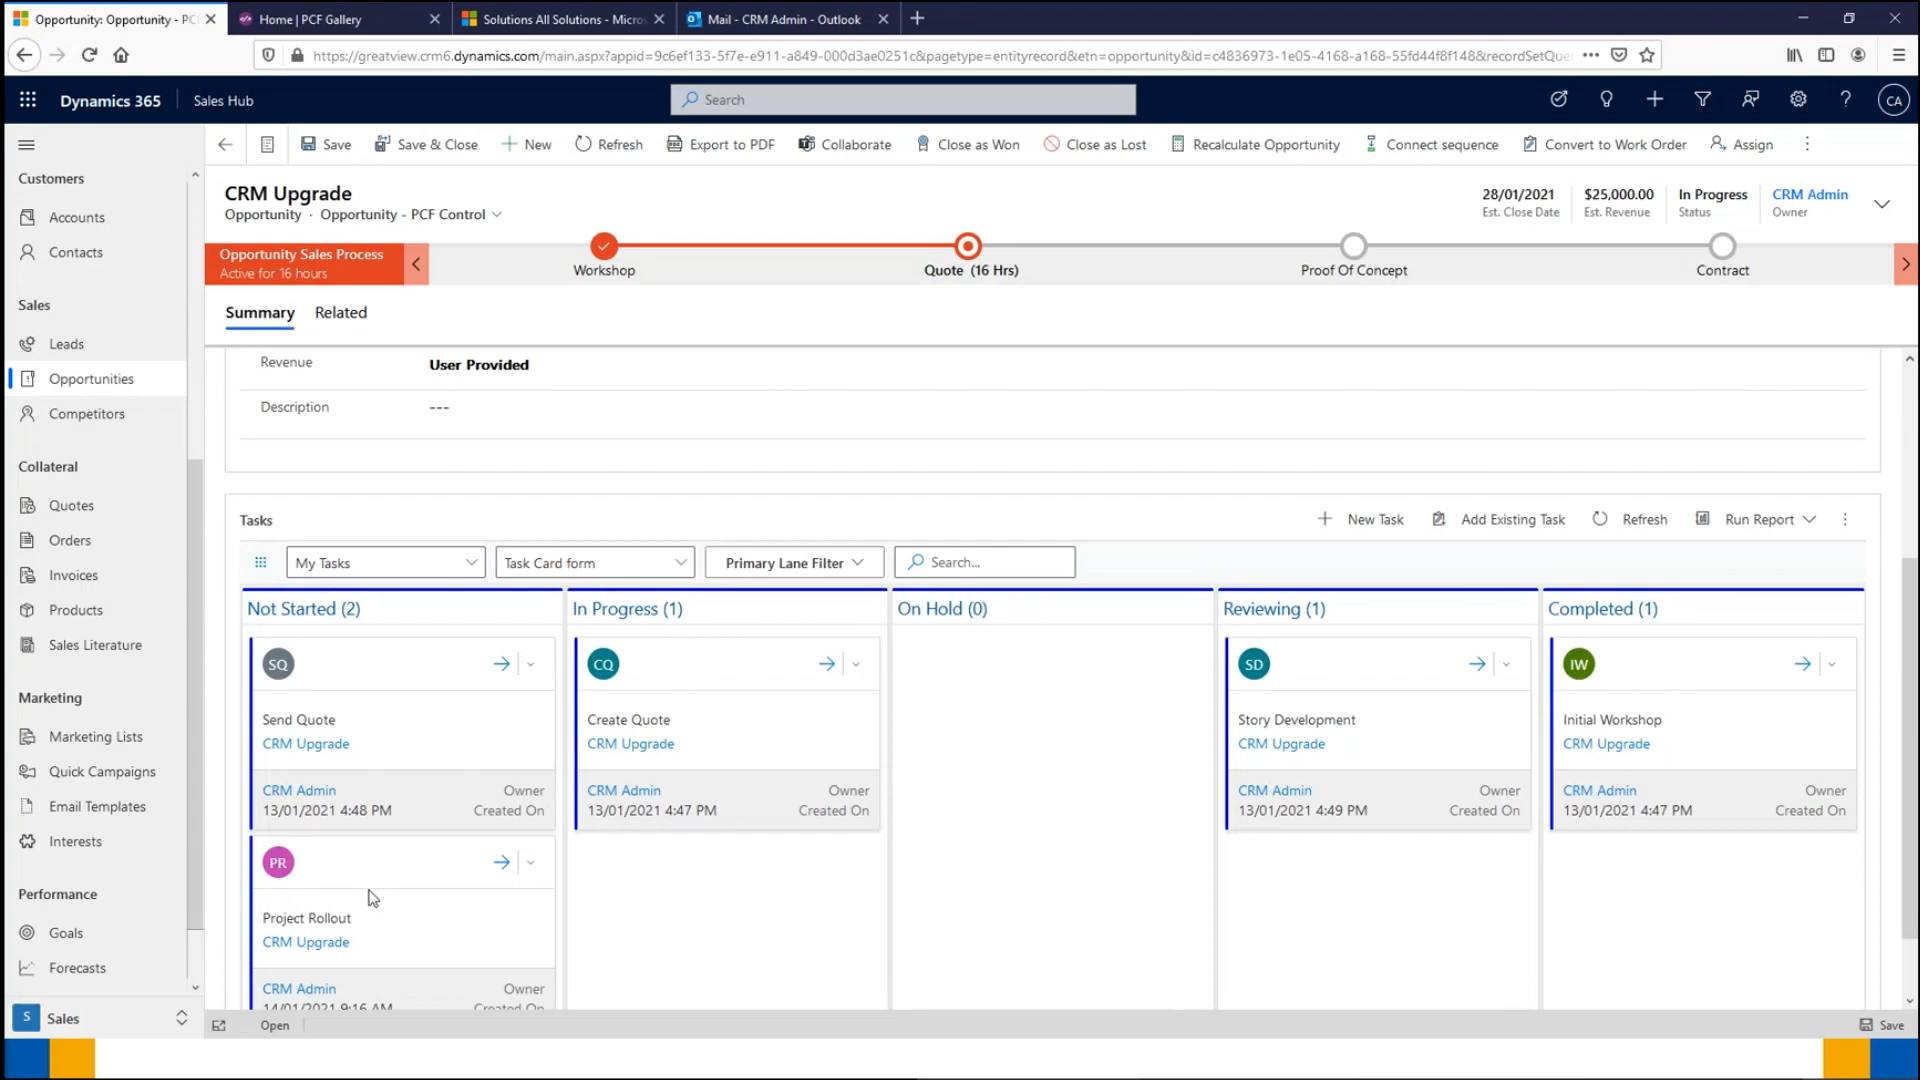 Opportunity: Opportunity - PC
Home | PCF Gallery
Solutions All Solutions - Micros
Mail - CRM Admin - Outlook
https://greatview.crm6.dynamics.com/main.aspx?appid=9c6ef133-5f7e-e911-a849-000d3ae0251c&pagetype=entityrecord&etn=opportunity&id=c4836973-1e05-4168-a168-55fd44f8f148&recordSetQue
Dynamics 365
Sales Hub
Search
CA
Save
Save & Close
New
Refresh
Export to PDF
Collaborate
Close as Won
Close as Lost
Recalculate Opportunity
Connect sequence
Convert to Work Order
Assign
Customers
Accounts
Contacts
Sales
Leads
Opportunities
Competitors
Collateral
Quotes
Orders
Invoices
Products
Sales Literature
Marketing
Marketing Lists
Quick Campaigns
Email Templates
Interests
Performance
Goals
Forecasts
S
Sales
CRM Upgrade
Opportunity · Opportunity - PCF Control
28/01/2021
Est. Close Date
$25,000.00
Est. Revenue
In Progress
Status
CRM Admin
Owner
Opportunity Sales Process
Active for 16 hours
Workshop
Quote (16 Hrs)
Proof Of Concept
Contract
Summary
Related
Revenue
User Provided
Description
---
Tasks
New Task
Add Existing Task
Refresh
Run Report
My Tasks
Task Card form
Primary Lane Filter
Search...
Not Started (2)
SQ
Send Quote
CRM Upgrade
CRM Admin
Owner
13/01/2021 4:48 PM
Created On
PR
Project Rollout
CRM Upgrade
CRM Admin
Owner
14/01/2021 9:16 AM
Created On
In Progress (1)
CQ
Create Quote
CRM Upgrade
CRM Admin
Owner
13/01/2021 4:47 PM
Created On
On Hold (0)
Reviewing (1)
SD
Story Development
CRM Upgrade
CRM Admin
Owner
13/01/2021 4:49 PM
Created On
Completed (1)
IW
Initial Workshop
CRM Upgrade
CRM Admin
Owner
13/01/2021 4:47 PM
Created On
Open
Save